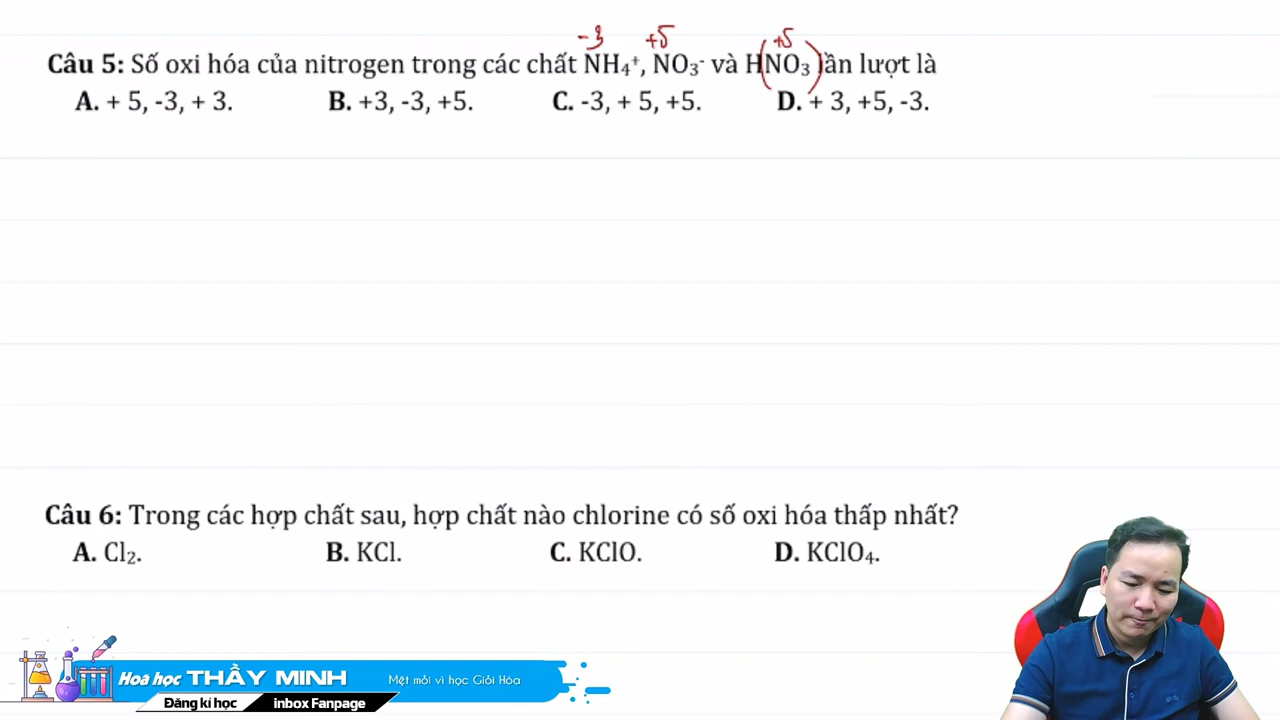 -3 +5 +5
Câu 5: Số oxi hóa của nitrogen trong các chất NH₄⁺, NO₃⁻ và HNO₃ lần lượt là
A. + 5, -3, + 3. B. +3, -3, +5. C. -3, + 5, +5. D. + 3, +5, -3.
Câu 6: Trong các hợp chất sau, hợp chất nào chlorine có số oxi hóa thấp nhất?
A. Cl₂. B. KCl. C. KClO. D. KClO₄.
Hoá học THẦY MINH Mệt mỏi vì học Giỏi Hóa
Đăng kí học inbox Fanpage